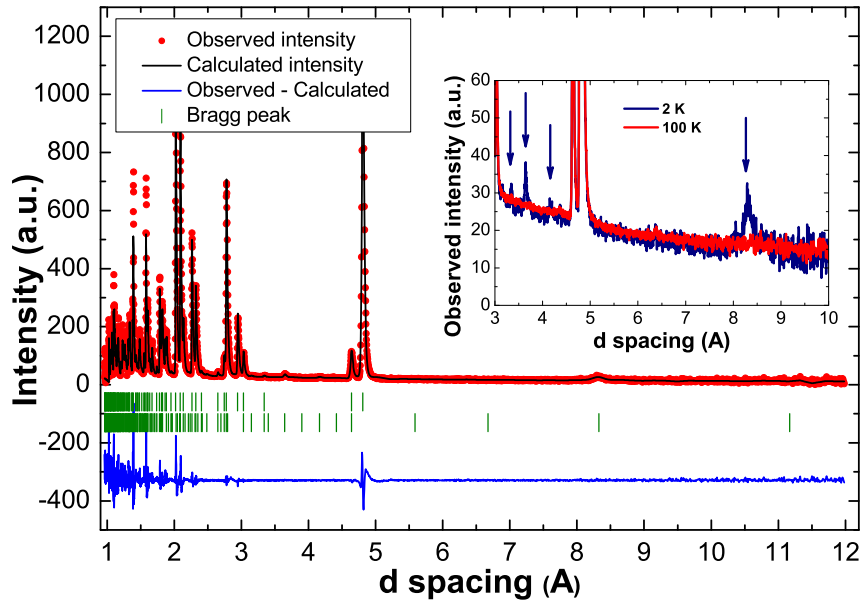 1200
1000
800
600
400
200
0
-200
-400
Intensity (a.u.)
Observed intensity
Calculated intensity
Observed - Calculated
Bragg peak
60
50
40
30
20
10
0
Observed intensity (a.u.)
2 K
100 K
3 4 5 6 7 8 9 10
d spacing (A)
1 2 3 4 5 6 7 8 9 10 11 12
d spacing (A)